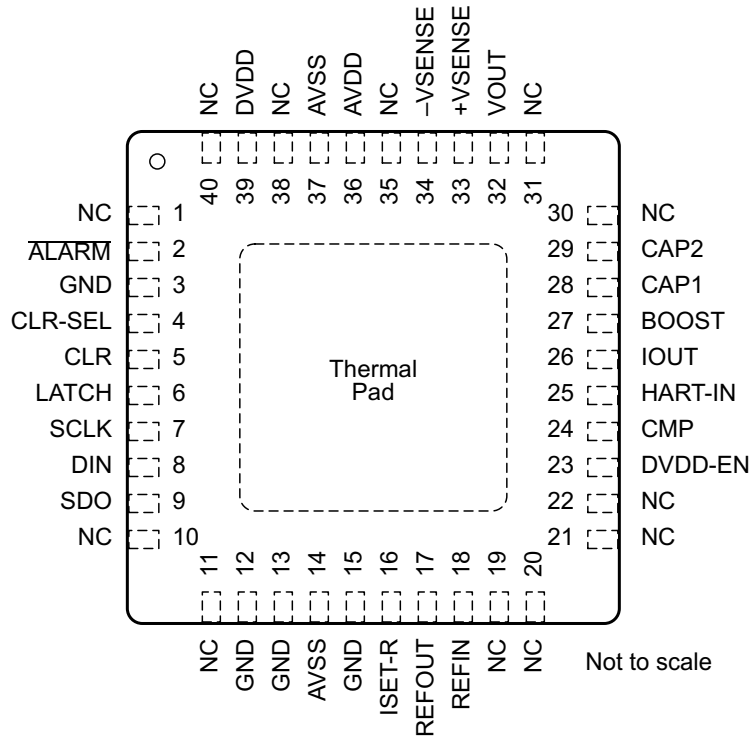 NC
DVDD
NC
AVSS
AVDD
NC
–VSENSE
+VSENSE
VOUT
NC
40
39
38
37
36
35
34
33
32
31
NC 1
ALARM 2
GND 3
CLR-SEL 4
CLR 5
LATCH 6
SCLK 7
DIN 8
SDO 9
NC 10
Thermal
Pad
30 NC
29 CAP2
28 CAP1
27 BOOST
26 IOUT
25 HART-IN
24 CMP
23 DVDD-EN
22 NC
21 NC
11
12
13
14
15
16
17
18
19
20
NC
GND
GND
AVSS
GND
ISET-R
REFOUT
REFIN
NC
NC
Not to scale